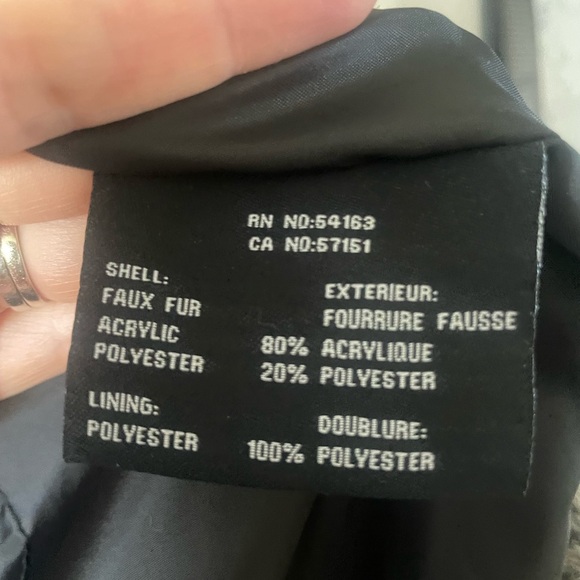 RN NO:54163
CA NO:57151
SHELL:
FAUX FUR
ACRYLIC
POLYESTER
EXTERIEUR:
FOURRURE FAUSSE
80% ACRYLIQUE
20% POLYESTER
LINING:
POLYESTER
DOUBLURE:
100% POLYESTER